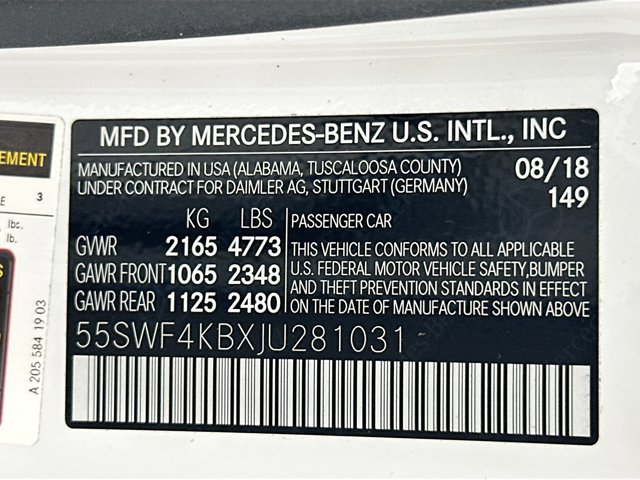 MFD BY MERCEDES-BENZ U.S. INTL., INC
MANUFACTURED IN USA (ALABAMA, TUSCALOOSA COUNTY) 08/18
UNDER CONTRACT FOR DAIMLER AG, STUTTGART (GERMANY) 149
KG LBS PASSENGER CAR
GVWR 2165 4773
GAWR FRONT 1065 2348
GAWR REAR 1125 2480
THIS VEHICLE CONFORMS TO ALL APPLICABLE
U.S. FEDERAL MOTOR VEHICLE SAFETY,BUMPER
AND THEFT PREVENTION STANDARDS IN EFFECT
ON THE DATE OF MANUFACTURE SHOWN ABOVE
55SWF4KBXJU281031
EMENT
E 3
lbs.
lb.
S
A 205 584 19 03